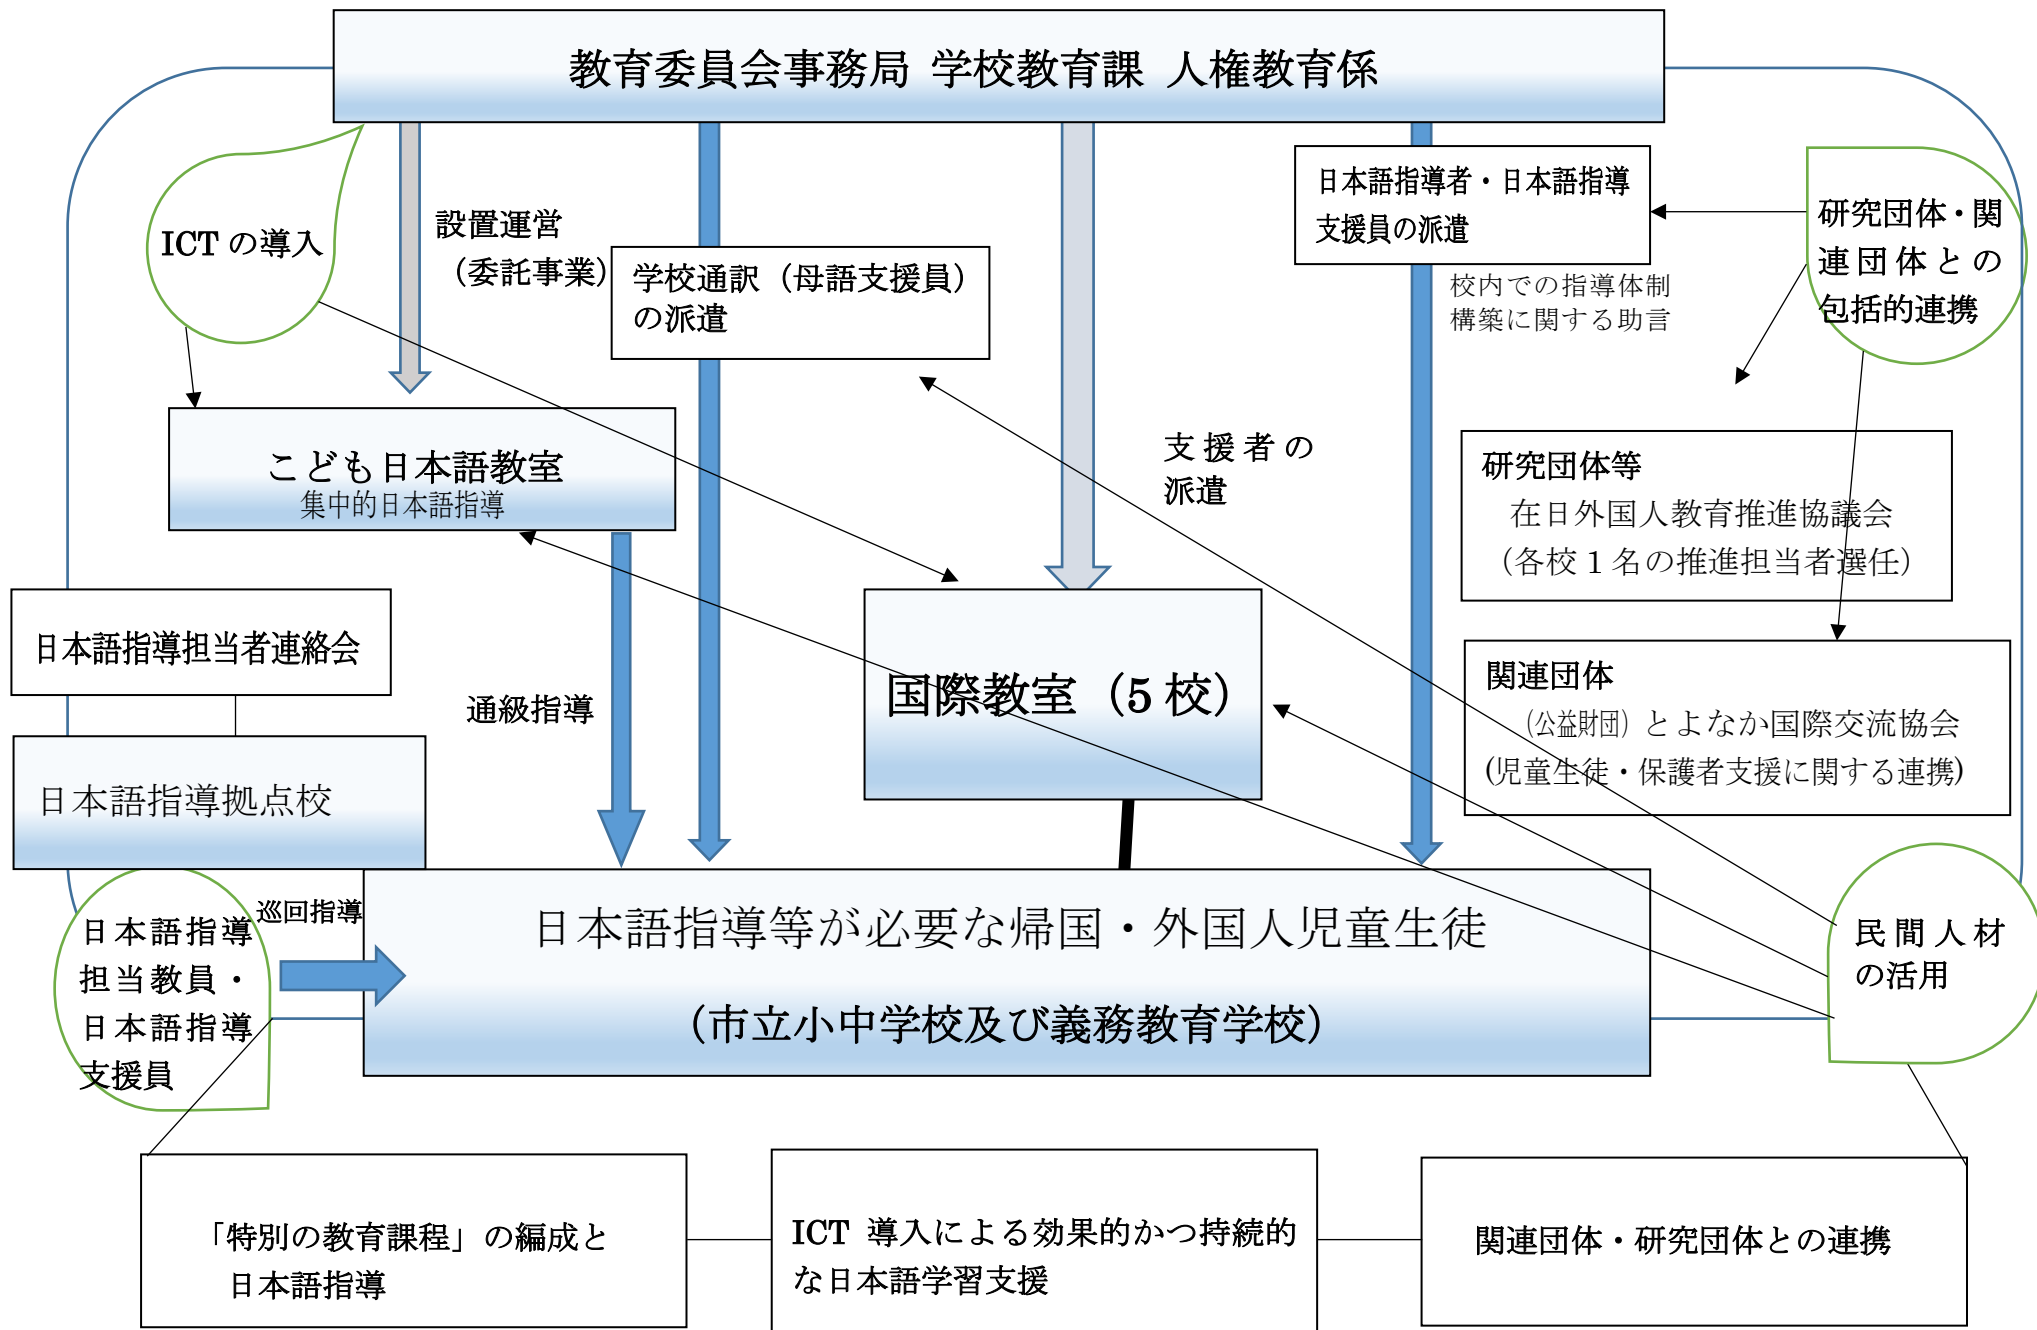 教育委員会事務局 学校教育課 人権教育係
ICT の導入
設置運営
（委託事業）
学校通訳（母語支援員）
の派遣
日本語指導者・日本語指導
支援員の派遣
校内での指導体制
構築に関する助言
研究団体・関
連団体との
包括的連携
こども日本語教室
集中的日本語指導
支援者の
派遣
研究団体等
在日外国人教育推進協議会
（各校１名の推進担当者選任）
日本語指導担当者連絡会
通級指導
国際教室（5 校）
関連団体
（公益財団）とよなか国際交流協会
(児童生徒・保護者支援に関する連携)
日本語指導拠点校
日本語指導
担当教員・
日本語指導
支援員
巡回指導
日本語指導等が必要な帰国・外国人児童生徒
（市立小中学校及び義務教育学校）
民間人材
の活用
「特別の教育課程」の編成と
日本語指導
ICT 導入による効果的かつ持続的
な日本語学習支援
関連団体・研究団体との連携